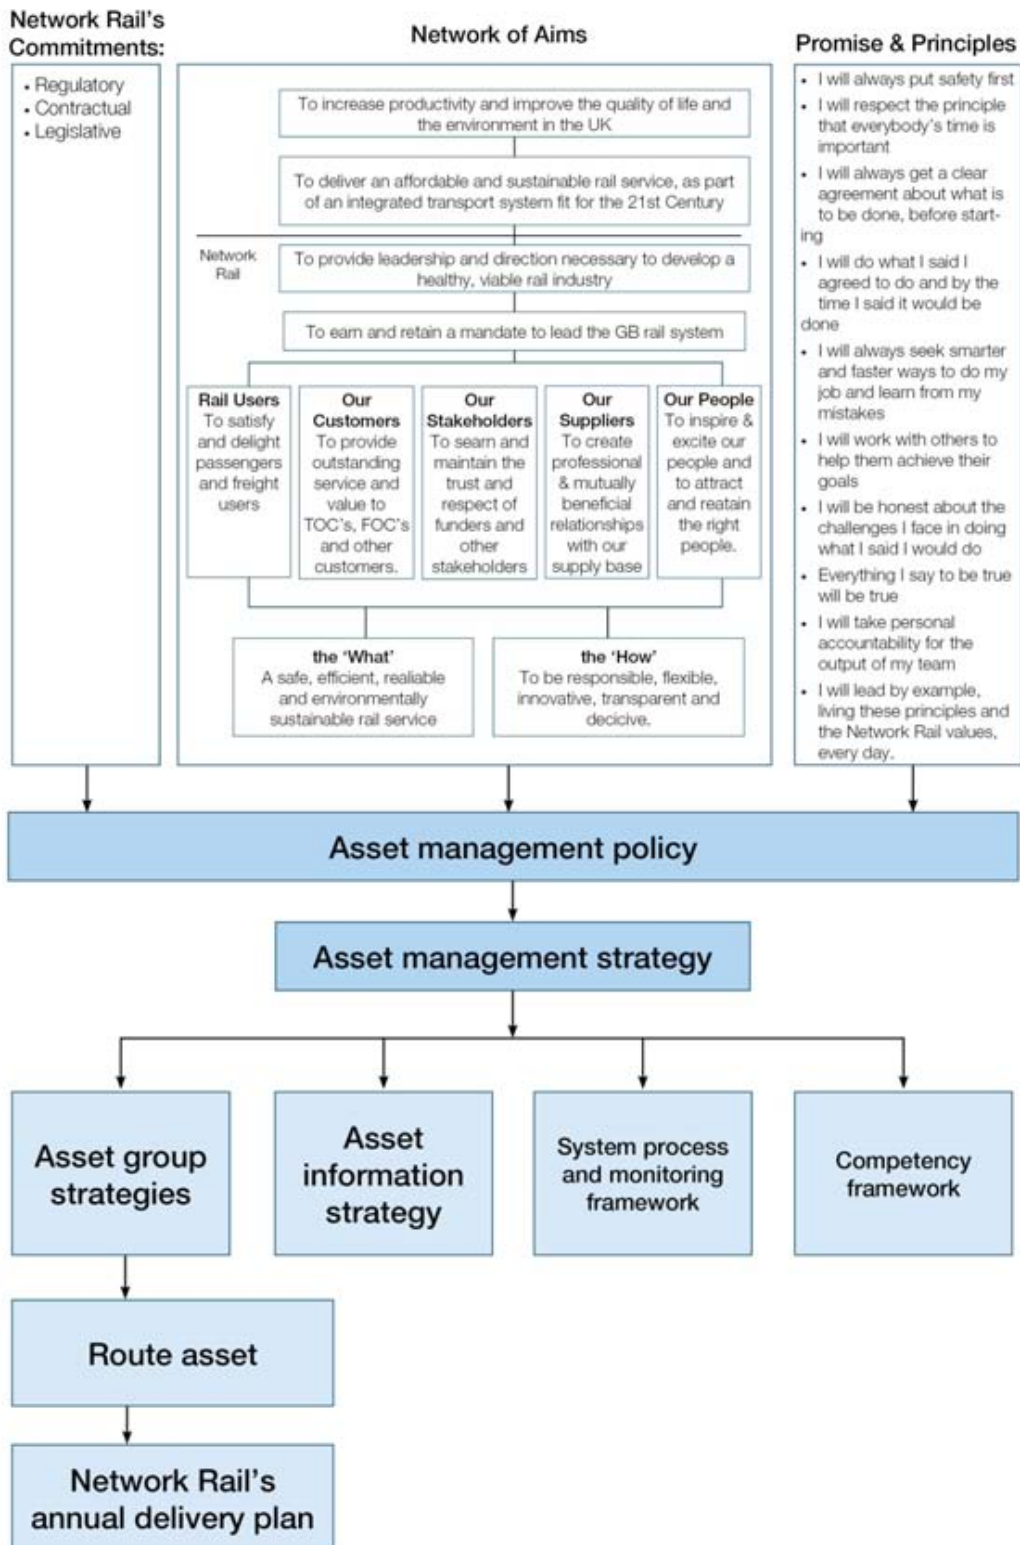 Network Rail's
Commitments:
• Regulatory
• Contractual
• Legislative
Network of Aims
To increase productivity and improve the quality of life and
the environment in the UK
To deliver an affordable and sustainable rail service, as part
of an integrated transport system fit for the 21st Century
Network
Rail
To provide leadership and direction necessary to develop a
healthy, viable rail industry
To earn and retain a mandate to lead the GB rail system
Rail Users
To satisfy
and delight
passengers
and freight
users
Our
Customers
To provide
outstanding
service and
value to
TOC's, FOC's
and other
customers.
Our
Stakeholders
To searn and
maintain the
trust and
respect of
funders and
other
stakeholders
Our
Suppliers
To create
professional
& mutually
beneficial
relationships
with our
supply base
Our People
To inspire &
excite our
people and
to attract
and reatain
the right
people.
the 'What'
A safe, efficient, realiable
and environmentally
sustainable rail service
the 'How'
To be responsible, flexible,
innovative, transparent and
decicive.
Promise & Principles
• I will always put safety first
• I will respect the principle
that everybody's time is
important
• I will always get a clear
agreement about what is
to be done, before start-
ing
• I will do what I said I
agreed to do and by the
time I said it would be
done
• I will always seek smarter
and faster ways to do my
job and learn from my
mistakes
• I will work with others to
help them achieve their
goals
• I will be honest about the
challenges I face in doing
what I said I would do
• Everything I say to be true
will be true
• I will take personal
accountability for the
output of my team
• I will lead by example,
living these principles and
the Network Rail values,
every day.
Asset management policy
Asset management strategy
Asset group
strategies
Asset
information
strategy
System process
and monitoring
framework
Competency
framework
Route asset
Network Rail's
annual delivery plan